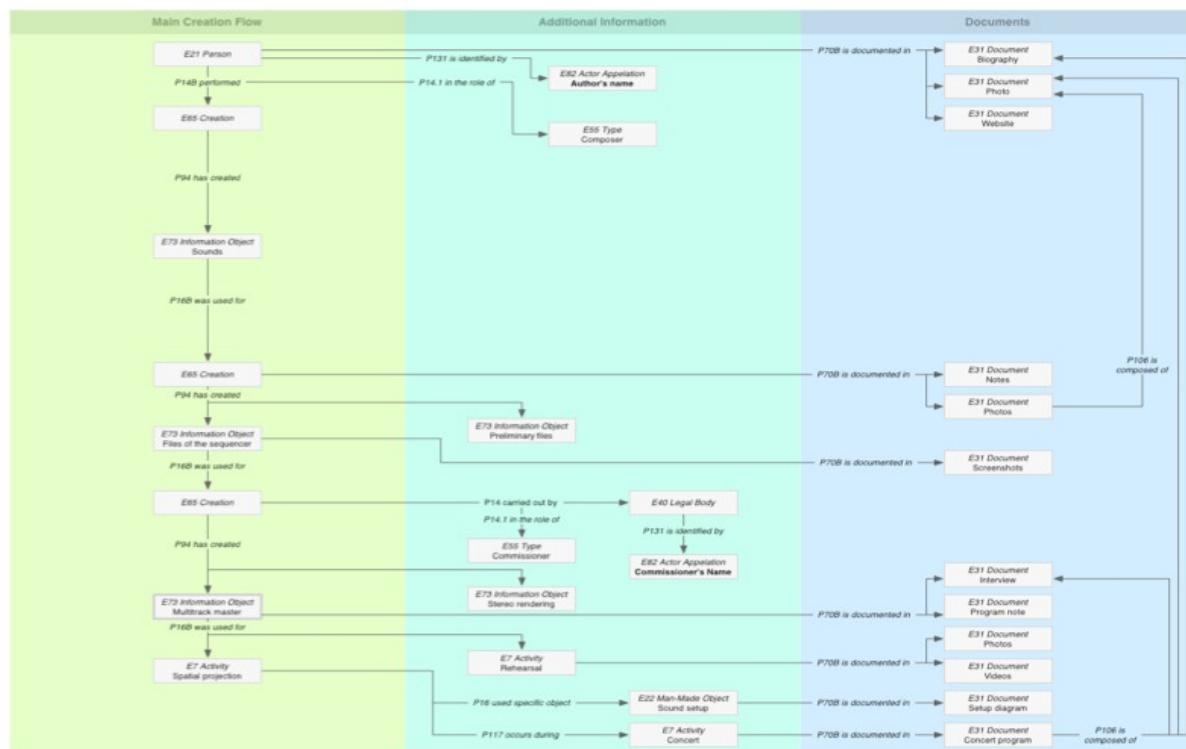 Main Creation Flow
Additional Information
Documents
E21 Person
P70B is documented in
E31 Document
Biography
P131 is identified by
E82 Actor Appelation
Author's name
P14B performed
P14.1 in the role of
E31 Document
Photo
E65 Creation
E31 Document
Website
E55 Type
Composer
P94 has created
E73 Information Object
Sounds
P16B was used for
P106 is
composed of
E65 Creation
P70B is documented in
E31 Document
Notes
P94 has created
E31 Document
Photos
E73 Information Object
Files of the sequencer
E73 Information Object
Preliminary files
P70B is documented in
E31 Document
Screenshots
P16B was used for
E65 Creation
P14 carried out by
E40 Legal Body
P14.1 in the role of
P131 is identified by
P94 has created
E55 Type
Commissioner
E82 Actor Appelation
Commissioner's Name
E31 Document
Interview
E73 Information Object
Stereo rendering
E73 Information Object
Multitrack master
P70B is documented in
E31 Document
Program note
P16B was used for
E31 Document
Photos
E7 Activity
Spatial projection
E7 Activity
Rehearsal
P70B is documented in
E31 Document
Videos
P16 used specific object
E22 Man-Made Object
Sound setup
P70B is documented in
E31 Document
Setup diagram
P117 occurs during
E7 Activity
Concert
P70B is documented in
E31 Document
Concert program
P106 is
composed of